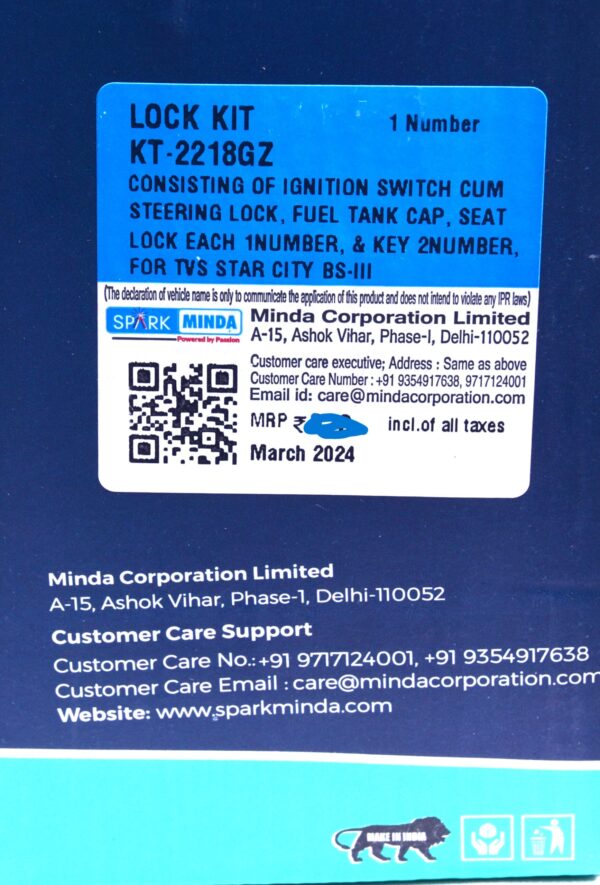 LOCK KIT 1 Number
KT-2218GZ
CONSISTING OF IGNITION SWITCH CUM
STEERING LOCK, FUEL TANK CAP, SEAT
LOCK EACH 1NUMBER, & KEY 2NUMBER,
FOR TVS STAR CITY BS-III
(The declaration of vehicle name is only to communicate the application of this product and does not intend to violate any IPR laws)
SPARK MINDA
Powered by Passion
Minda Corporation Limited
A-15, Ashok Vihar, Phase-I, Delhi-110052
Customer care executive; Address : Same as above
Customer Care Number : +91 9354917638, 9717124001
Email id: care@mindacorporation.com
MRP ₹ incl.of all taxes
March 2024
Minda Corporation Limited
A-15, Ashok Vihar, Phase-1, Delhi-110052
Customer Care Support
Customer Care No.:+91 9717124001, +91 9354917638
Customer Care Email : care@mindacorporation.com
Website: www.sparkminda.com
MAKE IN INDIA